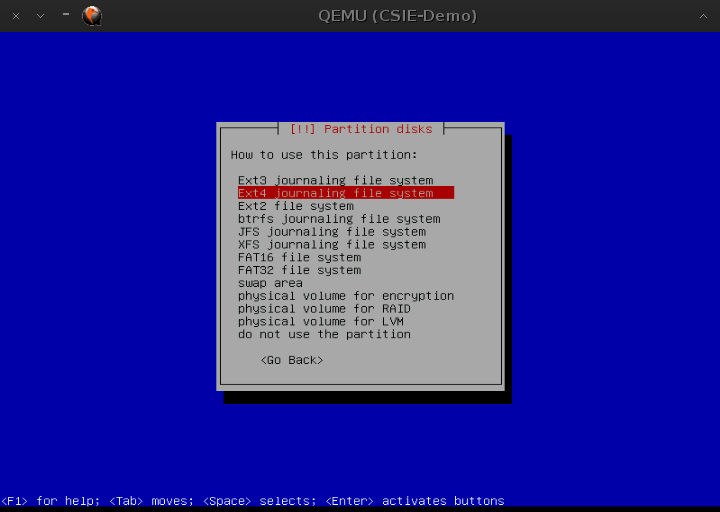 QEMU (CSIE-Demo)
[!!] Partition disks
How to use this partition:
Ext3 journaling file system
Ext4 journaling file system
Ext2 file system
btrfs journaling file system
JFS journaling file system
XFS journaling file system
FAT16 file system
FAT32 file system
swap area
physical volume for encryption
physical volume for RAID
physical volume for LVM
do not use the partition
<Go Back>
<F1> for help; <Tab> moves; <Space> selects; <Enter> activates buttons